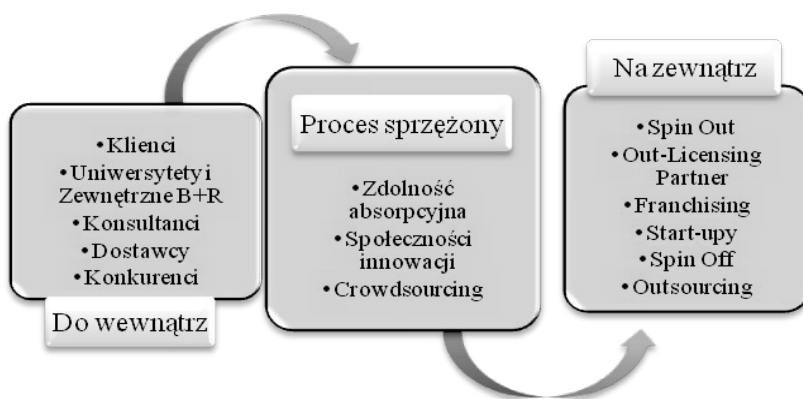 • Klienci
• Uniwersytety i
Zewnętrzne B+R
• Konsultanci
• Dostawcy
• Konkurenci
Do wewnątrz
Proces sprzężony
• Zdolność
absorpcyjna
• Społeczności
innowacji
• Crowdsourcing
Na zewnątrz
• Spin Out
• Out-Licensing
Partner
• Franchising
• Start-upy
• Spin Off
• Outsourcing